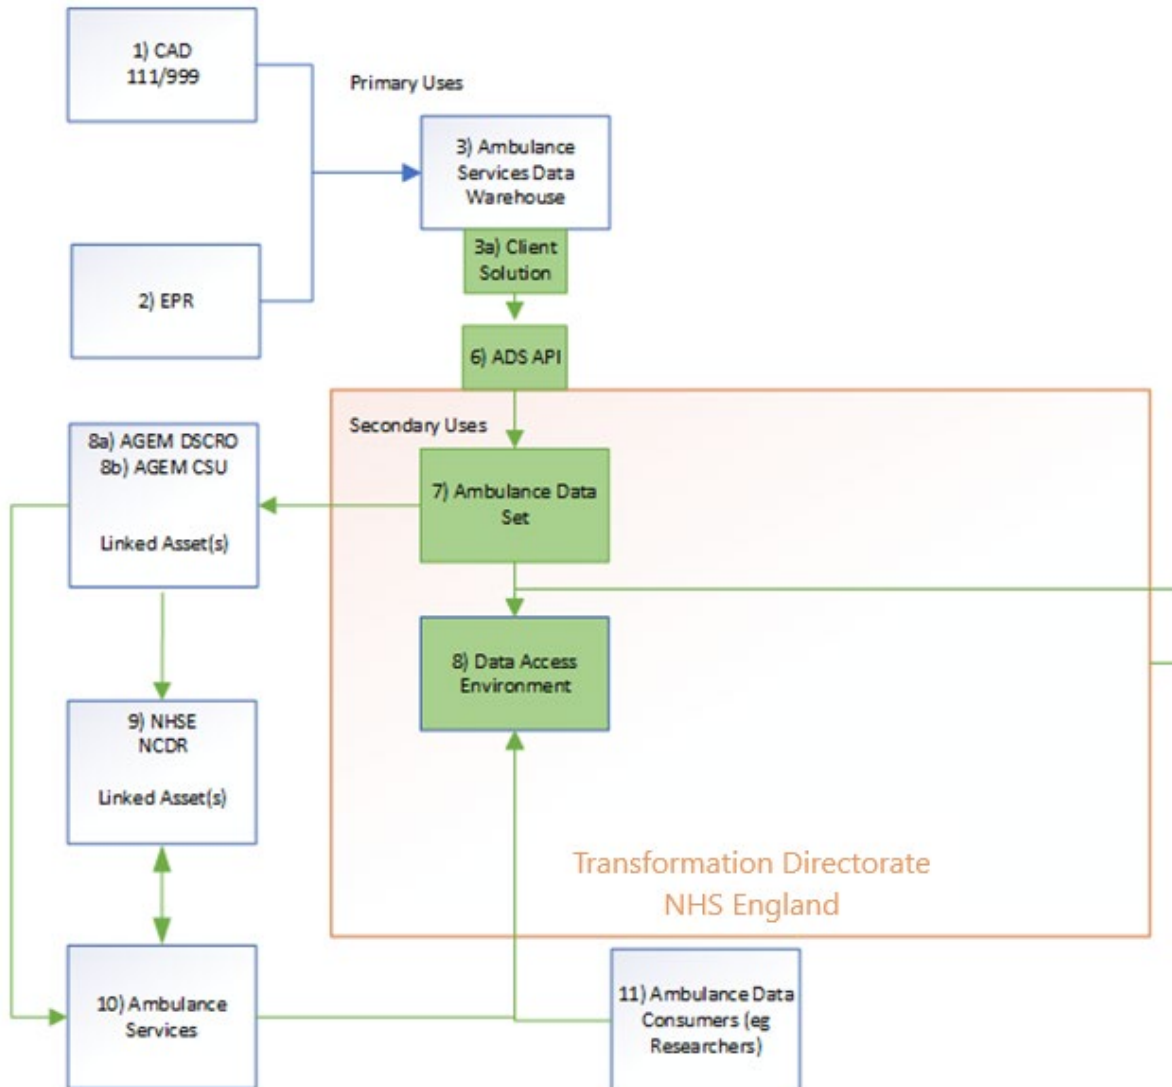 1) CAD
111/999
Primary Uses
3) Ambulance
Services Data
Warehouse
3a) Client
Solution
2) EPR
6) ADS API
Secondary Uses
8a) AGEM DSCRO
8b) AGEM CSU
Linked Asset(s)
7) Ambulance Data
Set
8) Data Access
Environment
9) NHSE
NCDR
Linked Asset(s)
Transformation Directorate
NHS England
10) Ambulance
Services
11) Ambulance Data
Consumers (eg
Researchers)